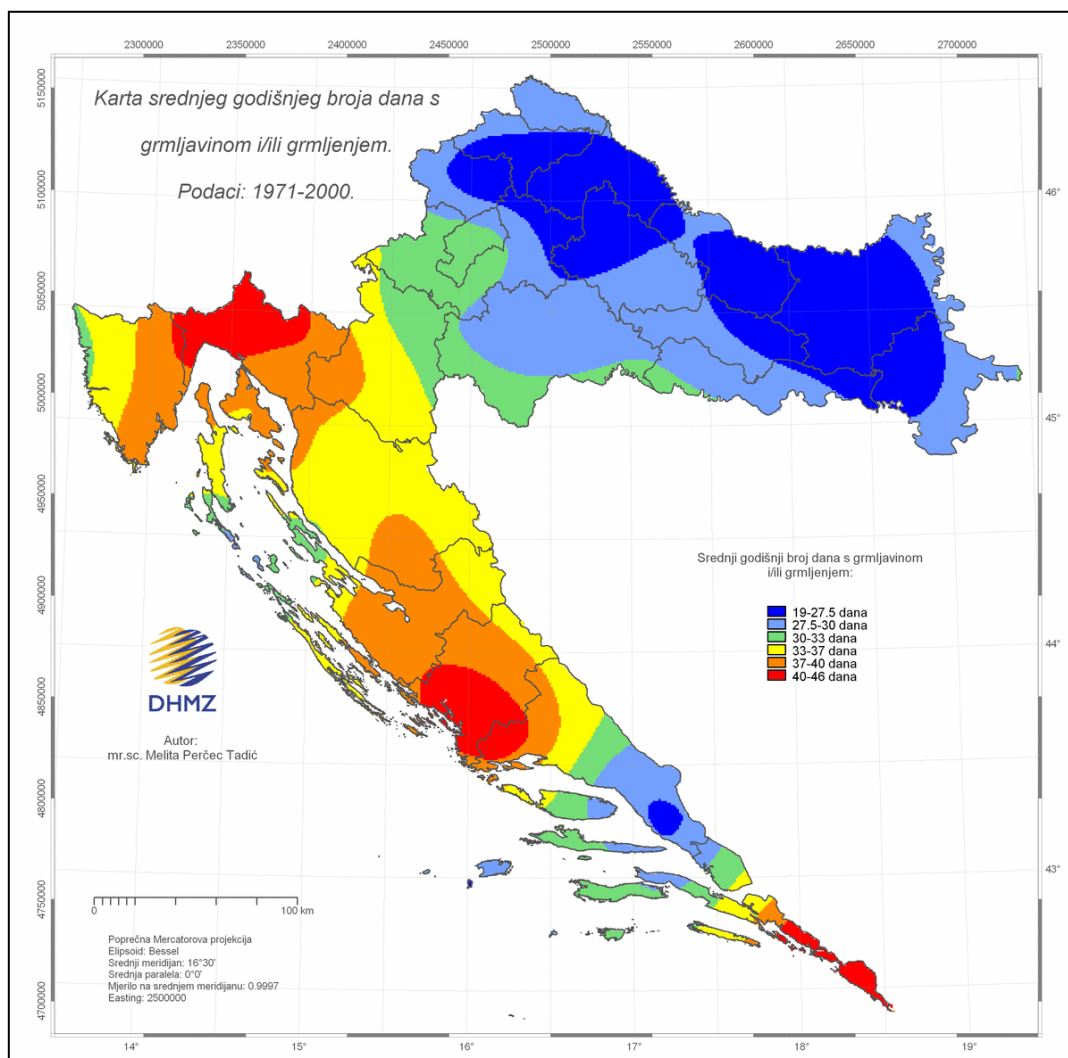 2300000 2350000 2400000 2450000 2500000 2550000 2600000 2650000 2700000
5150000
5100000
5050000
5000000
4950000
4900000
4850000
4800000
4750000
4700000
Karta srednjeg godišnjeg broja dana s
grmljavinom i/ili grmljenjem.
Podaci: 1971-2000.
46°
45°
44°
43°
Srednji godišnji broj dana s grmljavinom
i/ili grmljenjem:
19-27.5 dana
27.5-30 dana
30-33 dana
33-37 dana
37-40 dana
40-46 dana
DHMZ
Autor:
mr.sc. Melita Perčec Tadić
0 100 km
Poprečna Mercatorova projekcija
Elipsoid: Bessel
Srednji meridijan: 16°30'
Srednja paralela: 0°0'
Mjerilo na srednjem meridijanu: 0.9997
Easting: 2500000
14° 15° 16° 17° 18° 19°